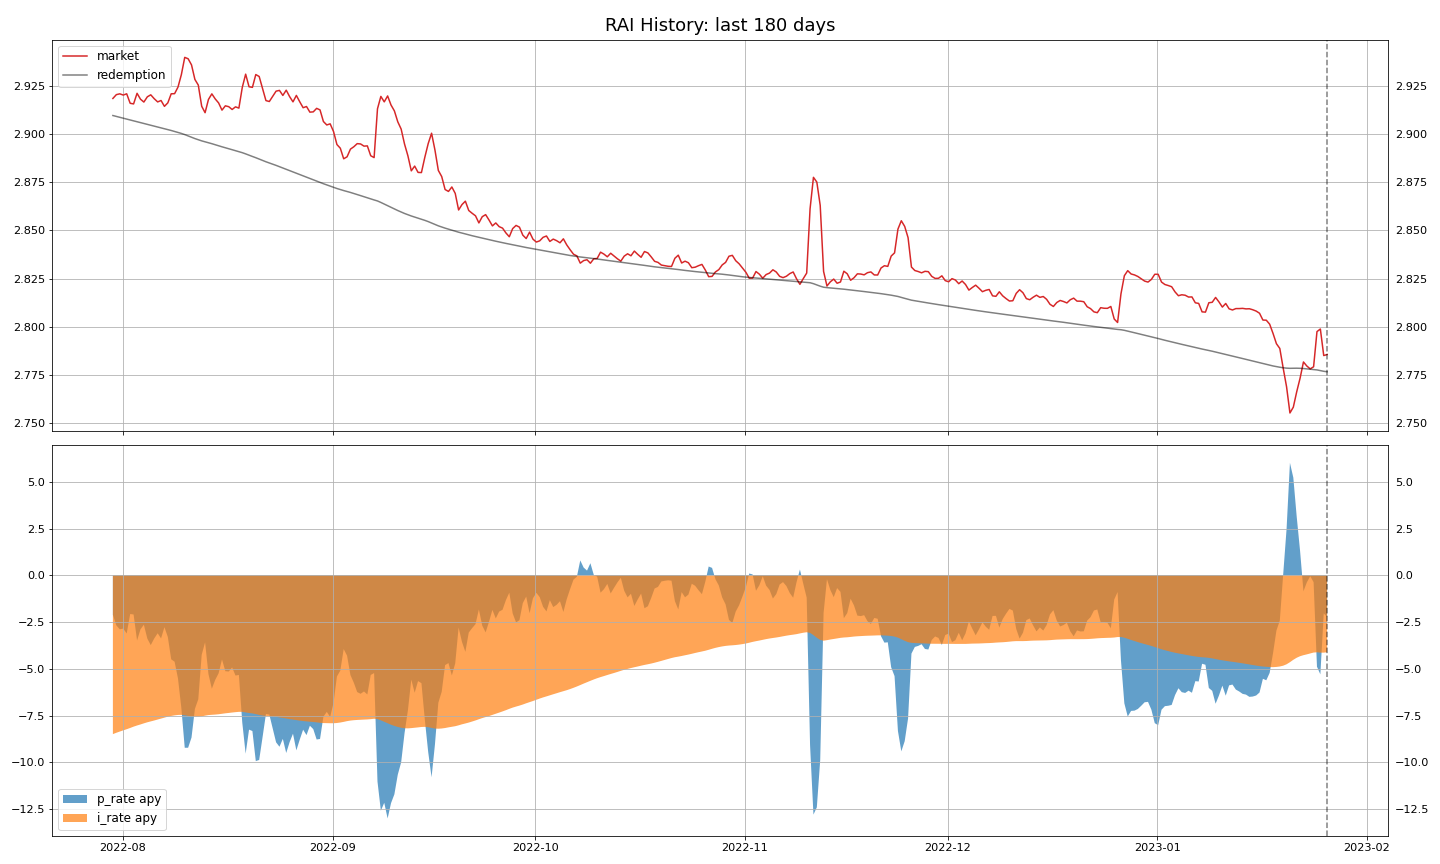 RAI History: last 180 days
market
redemption
2.925 2.925
2.900 2.900
2.875 2.875
2.850 2.850
2.825 2.825
2.800 2.800
2.775 2.775
2.750 2.750
5.0 5.0
2.5 2.5
0.0 0.0
−2.5 −2.5
−5.0 −5.0
−7.5 −7.5
−10.0 −10.0
−12.5 −12.5
p_rate apy
i_rate apy
2022-08 2022-09 2022-10 2022-11 2022-12 2023-01 2023-02